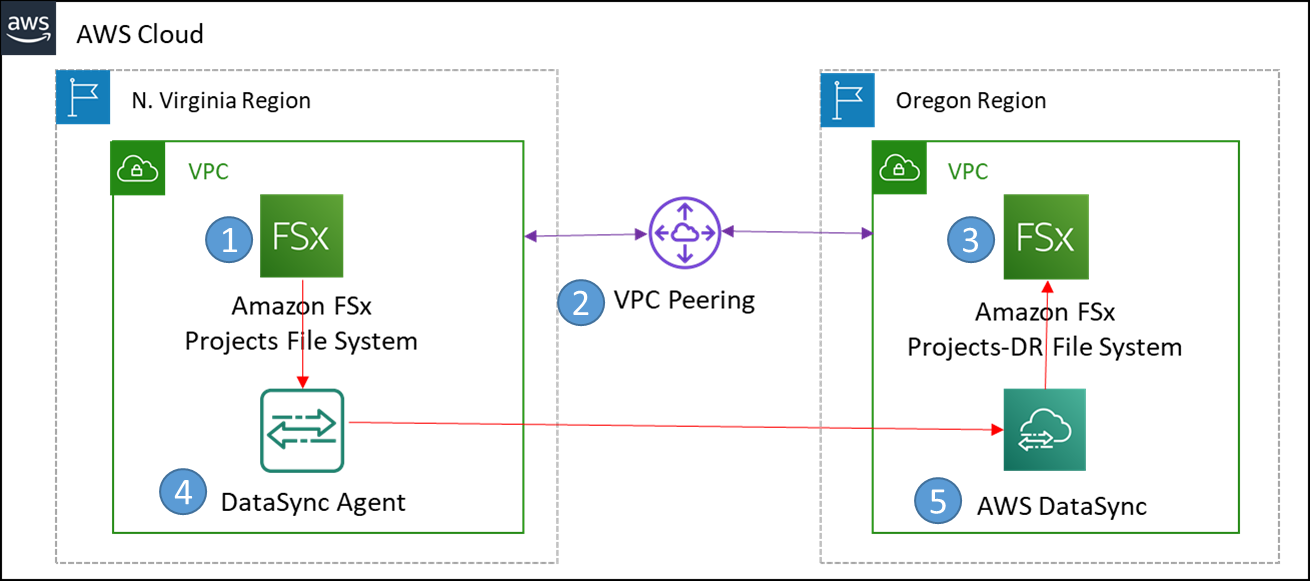 aws
AWS Cloud
N. Virginia Region
VPC
1
FSx
Amazon FSx
Projects File System
4
DataSync Agent
2
VPC Peering
Oregon Region
VPC
3
FSx
Amazon FSx
Projects-DR File System
5
AWS DataSync